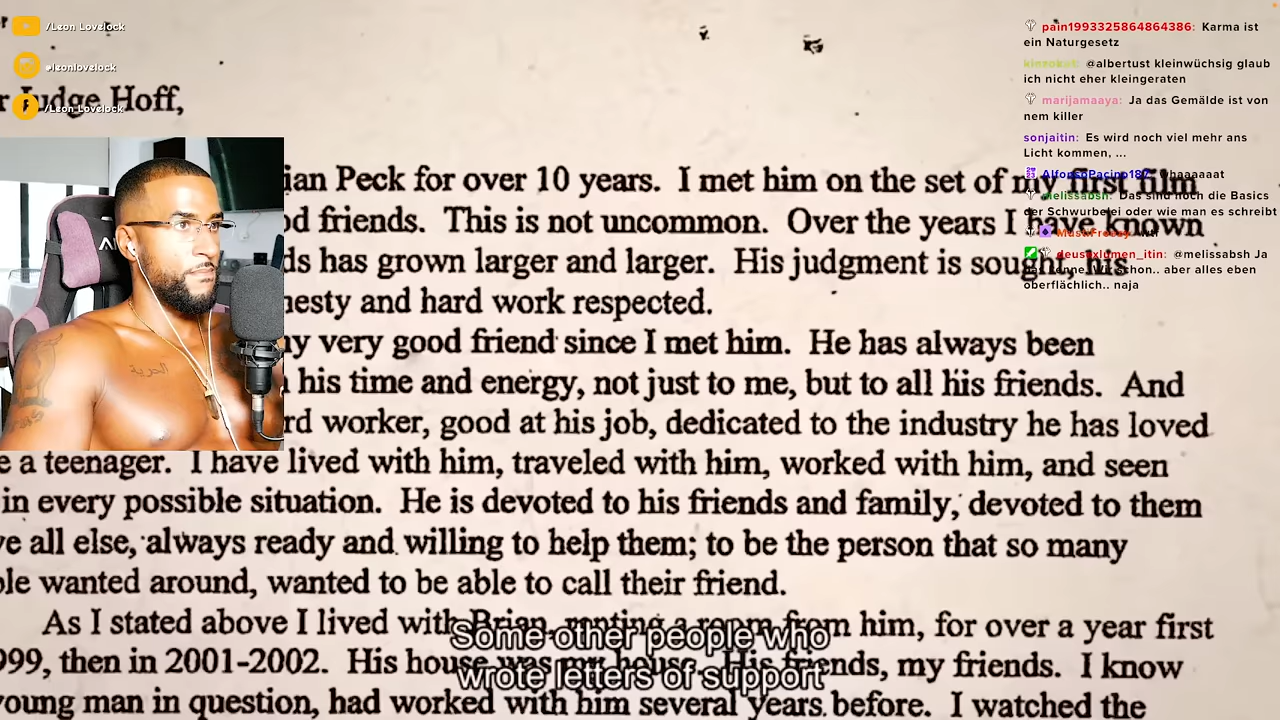 /Leon Lovelock
@leonlovelock
/Leon Lovelock
r Judge Hoff,
ian Peck for over 10 years. I met him on the set of my first film
od friends. This is not uncommon. Over the years I have known
ds has grown larger and larger. His judgment is sought, his
nesty and hard work respected.
ny very good friend since I met him. He has always been
his time and energy, not just to me, but to all his friends. And
rd worker, good at his job, dedicated to the industry he has loved
e a teenager. I have lived with him, traveled with him, worked with him, and seen
in every possible situation. He is devoted to his friends and family, devoted to them
ve all else, always ready and willing to help them; to be the person that so many
ple wanted around, wanted to be able to call their friend.
As I stated above I lived with Brian, renting a room from him, for over a year first
999, then in 2001-2002. His house was my house. His friends, my friends. I know
young man in question, had worked with him several years before. I watched the
Some other people who
wrote letters of support
pain1993325864864386: Karma ist
ein Naturgesetz
@albertust kleinwüchsig glaub
ich nicht eher kleingeraten
marijamaaya: Ja das Gemälde ist von
nem killer
sonjaitin: Es wird noch viel mehr ans
Licht kommen, ...
AlfonsoPacino187: whaaaaat
melissabsh: Das sind noch die Basics
der Schwurbelei oder wie man es schreibt
wtf
deusexlumen_itin: @melissabsh Ja
schon.. aber alles eben
oberflächlich.. naja